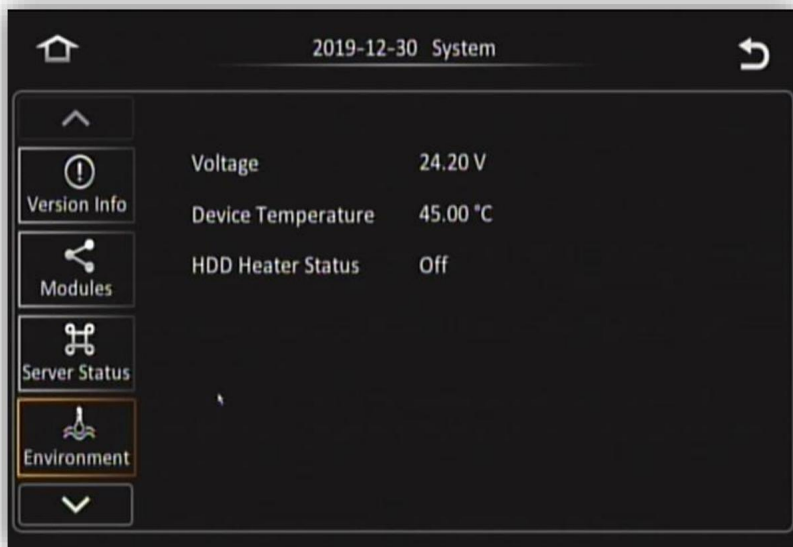 2019-12-30 System
Version Info
Modules
Server Status
Environment
Voltage 24.20 V
Device Temperature 45.00 °C
HDD Heater Status Off